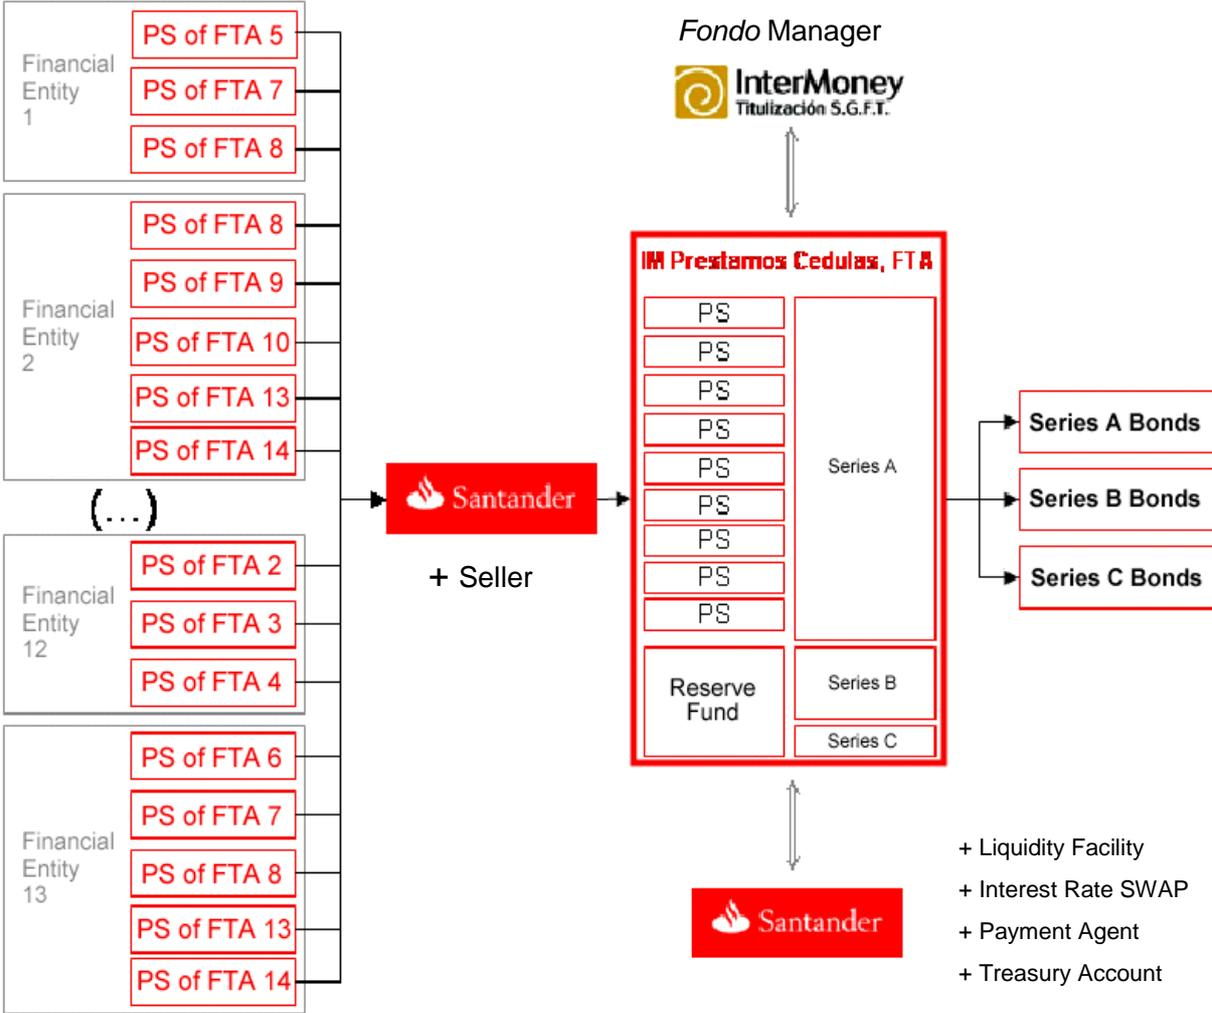 Financial
Entity
1
PS of FTA 5
PS of FTA 7
PS of FTA 8
Financial
Entity
2
PS of FTA 8
PS of FTA 9
PS of FTA 10
PS of FTA 13
PS of FTA 14
(...)
Financial
Entity
12
PS of FTA 2
PS of FTA 3
PS of FTA 4
Financial
Entity
13
PS of FTA 6
PS of FTA 7
PS of FTA 8
PS of FTA 13
PS of FTA 14
Santander
+ Seller
Fondo Manager
InterMoney
Titulización S.G.F.T.
IM Prestamos Cedulas, FTA
PS
PS
PS
PS
PS
PS
PS
PS
PS
Reserve
Fund
Series A
Series B
Series C
Series A Bonds
Series B Bonds
Series C Bonds
Santander
+ Liquidity Facility
+ Interest Rate SWAP
+ Payment Agent
+ Treasury Account